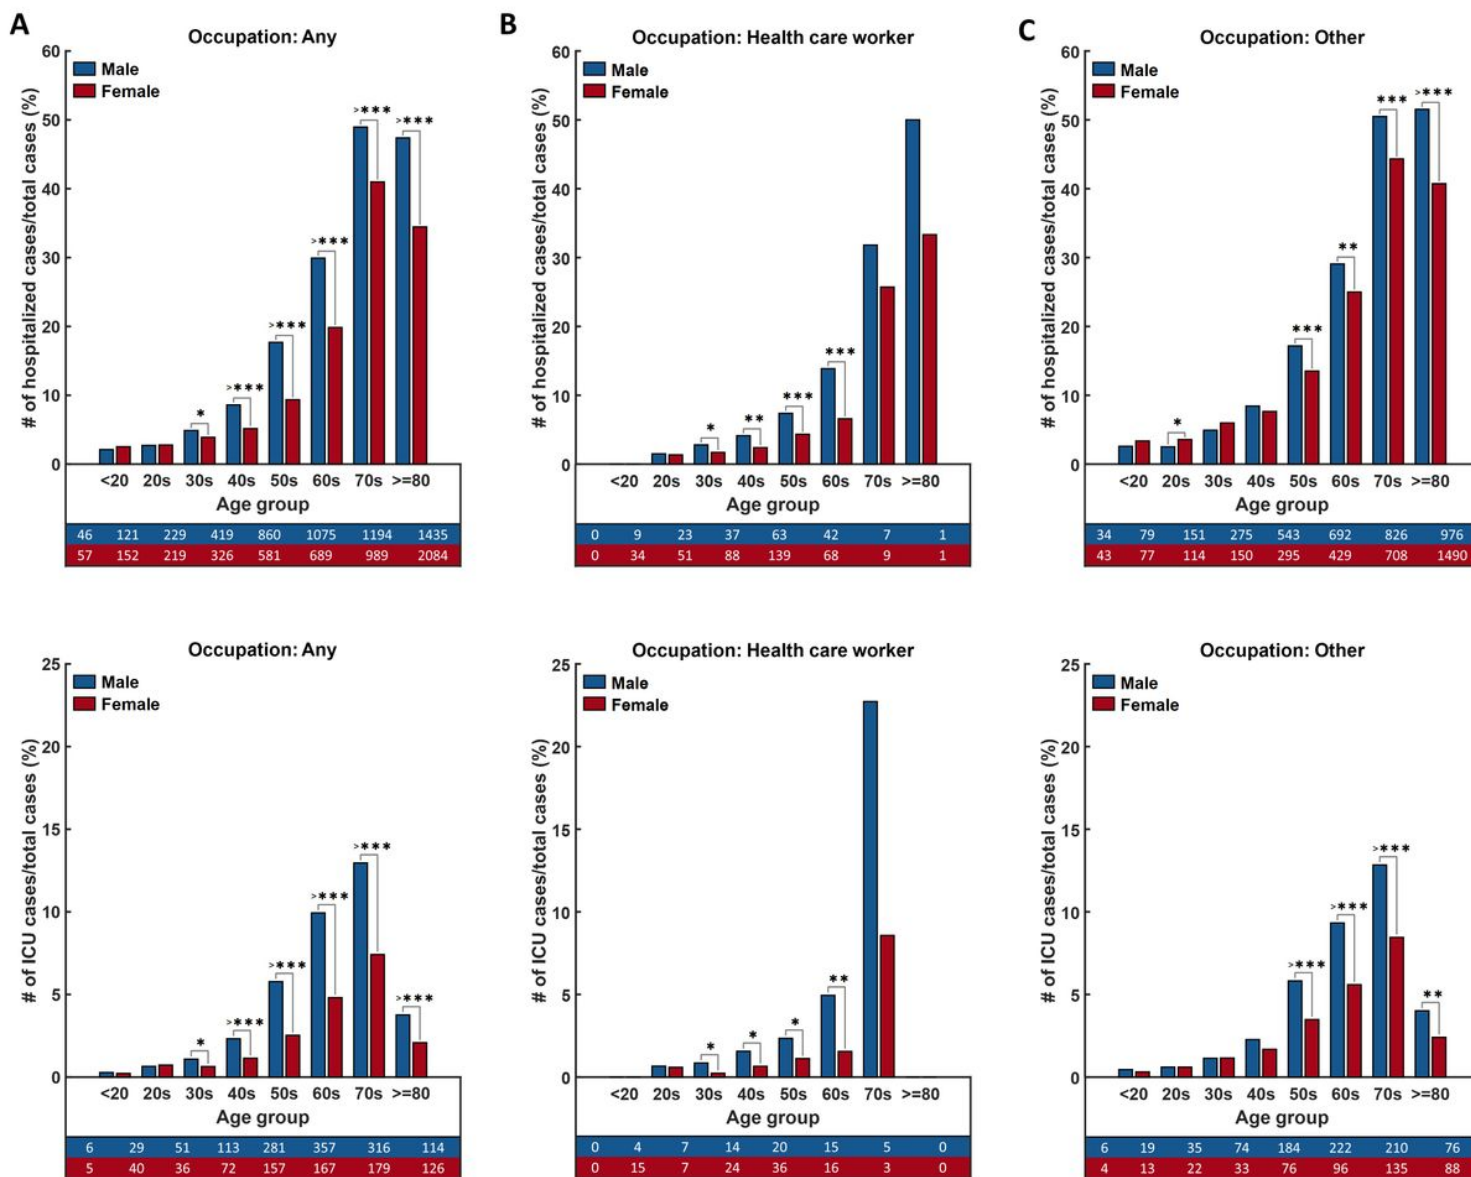 A
Occupation: Any
# of hospitalized cases/total cases (%)
60
50
40
30
20
10
0
Male
Female
*
>***
>***
>***
>***
>***
<20 20s 30s 40s 50s 60s 70s >=80
Age group
46 121 229 419 860 1075 1194 1435
57 152 219 326 581 689 989 2084
B
Occupation: Health care worker
# of hospitalized cases/total cases (%)
60
50
40
30
20
10
0
Male
Female
*
**
***
***
<20 20s 30s 40s 50s 60s 70s >=80
Age group
0 9 23 37 63 42 7 1
0 34 51 88 139 68 9 1
C
Occupation: Other
# of hospitalized cases/total cases (%)
60
50
40
30
20
10
0
Male
Female
*
***
**
***
>***
<20 20s 30s 40s 50s 60s 70s >=80
Age group
34 79 151 275 543 692 826 976
43 77 114 150 295 429 708 1490
Occupation: Any
# of ICU cases/total cases (%)
25
20
15
10
5
0
Male
Female
*
>***
>***
>***
>***
>***
<20 20s 30s 40s 50s 60s 70s >=80
Age group
6 29 51 113 281 357 316 114
5 40 36 72 157 167 179 126
Occupation: Health care worker
# of ICU cases/total cases (%)
25
20
15
10
5
0
Male
Female
*
*
*
**
<20 20s 30s 40s 50s 60s 70s >=80
Age group
0 4 7 14 20 15 5 0
0 15 7 24 36 16 3 0
Occupation: Other
# of ICU cases/total cases (%)
25
20
15
10
5
0
Male
Female
>***
>***
>***
**
<20 20s 30s 40s 50s 60s 70s >=80
Age group
6 19 35 74 184 222 210 76
4 13 22 33 76 96 135 88